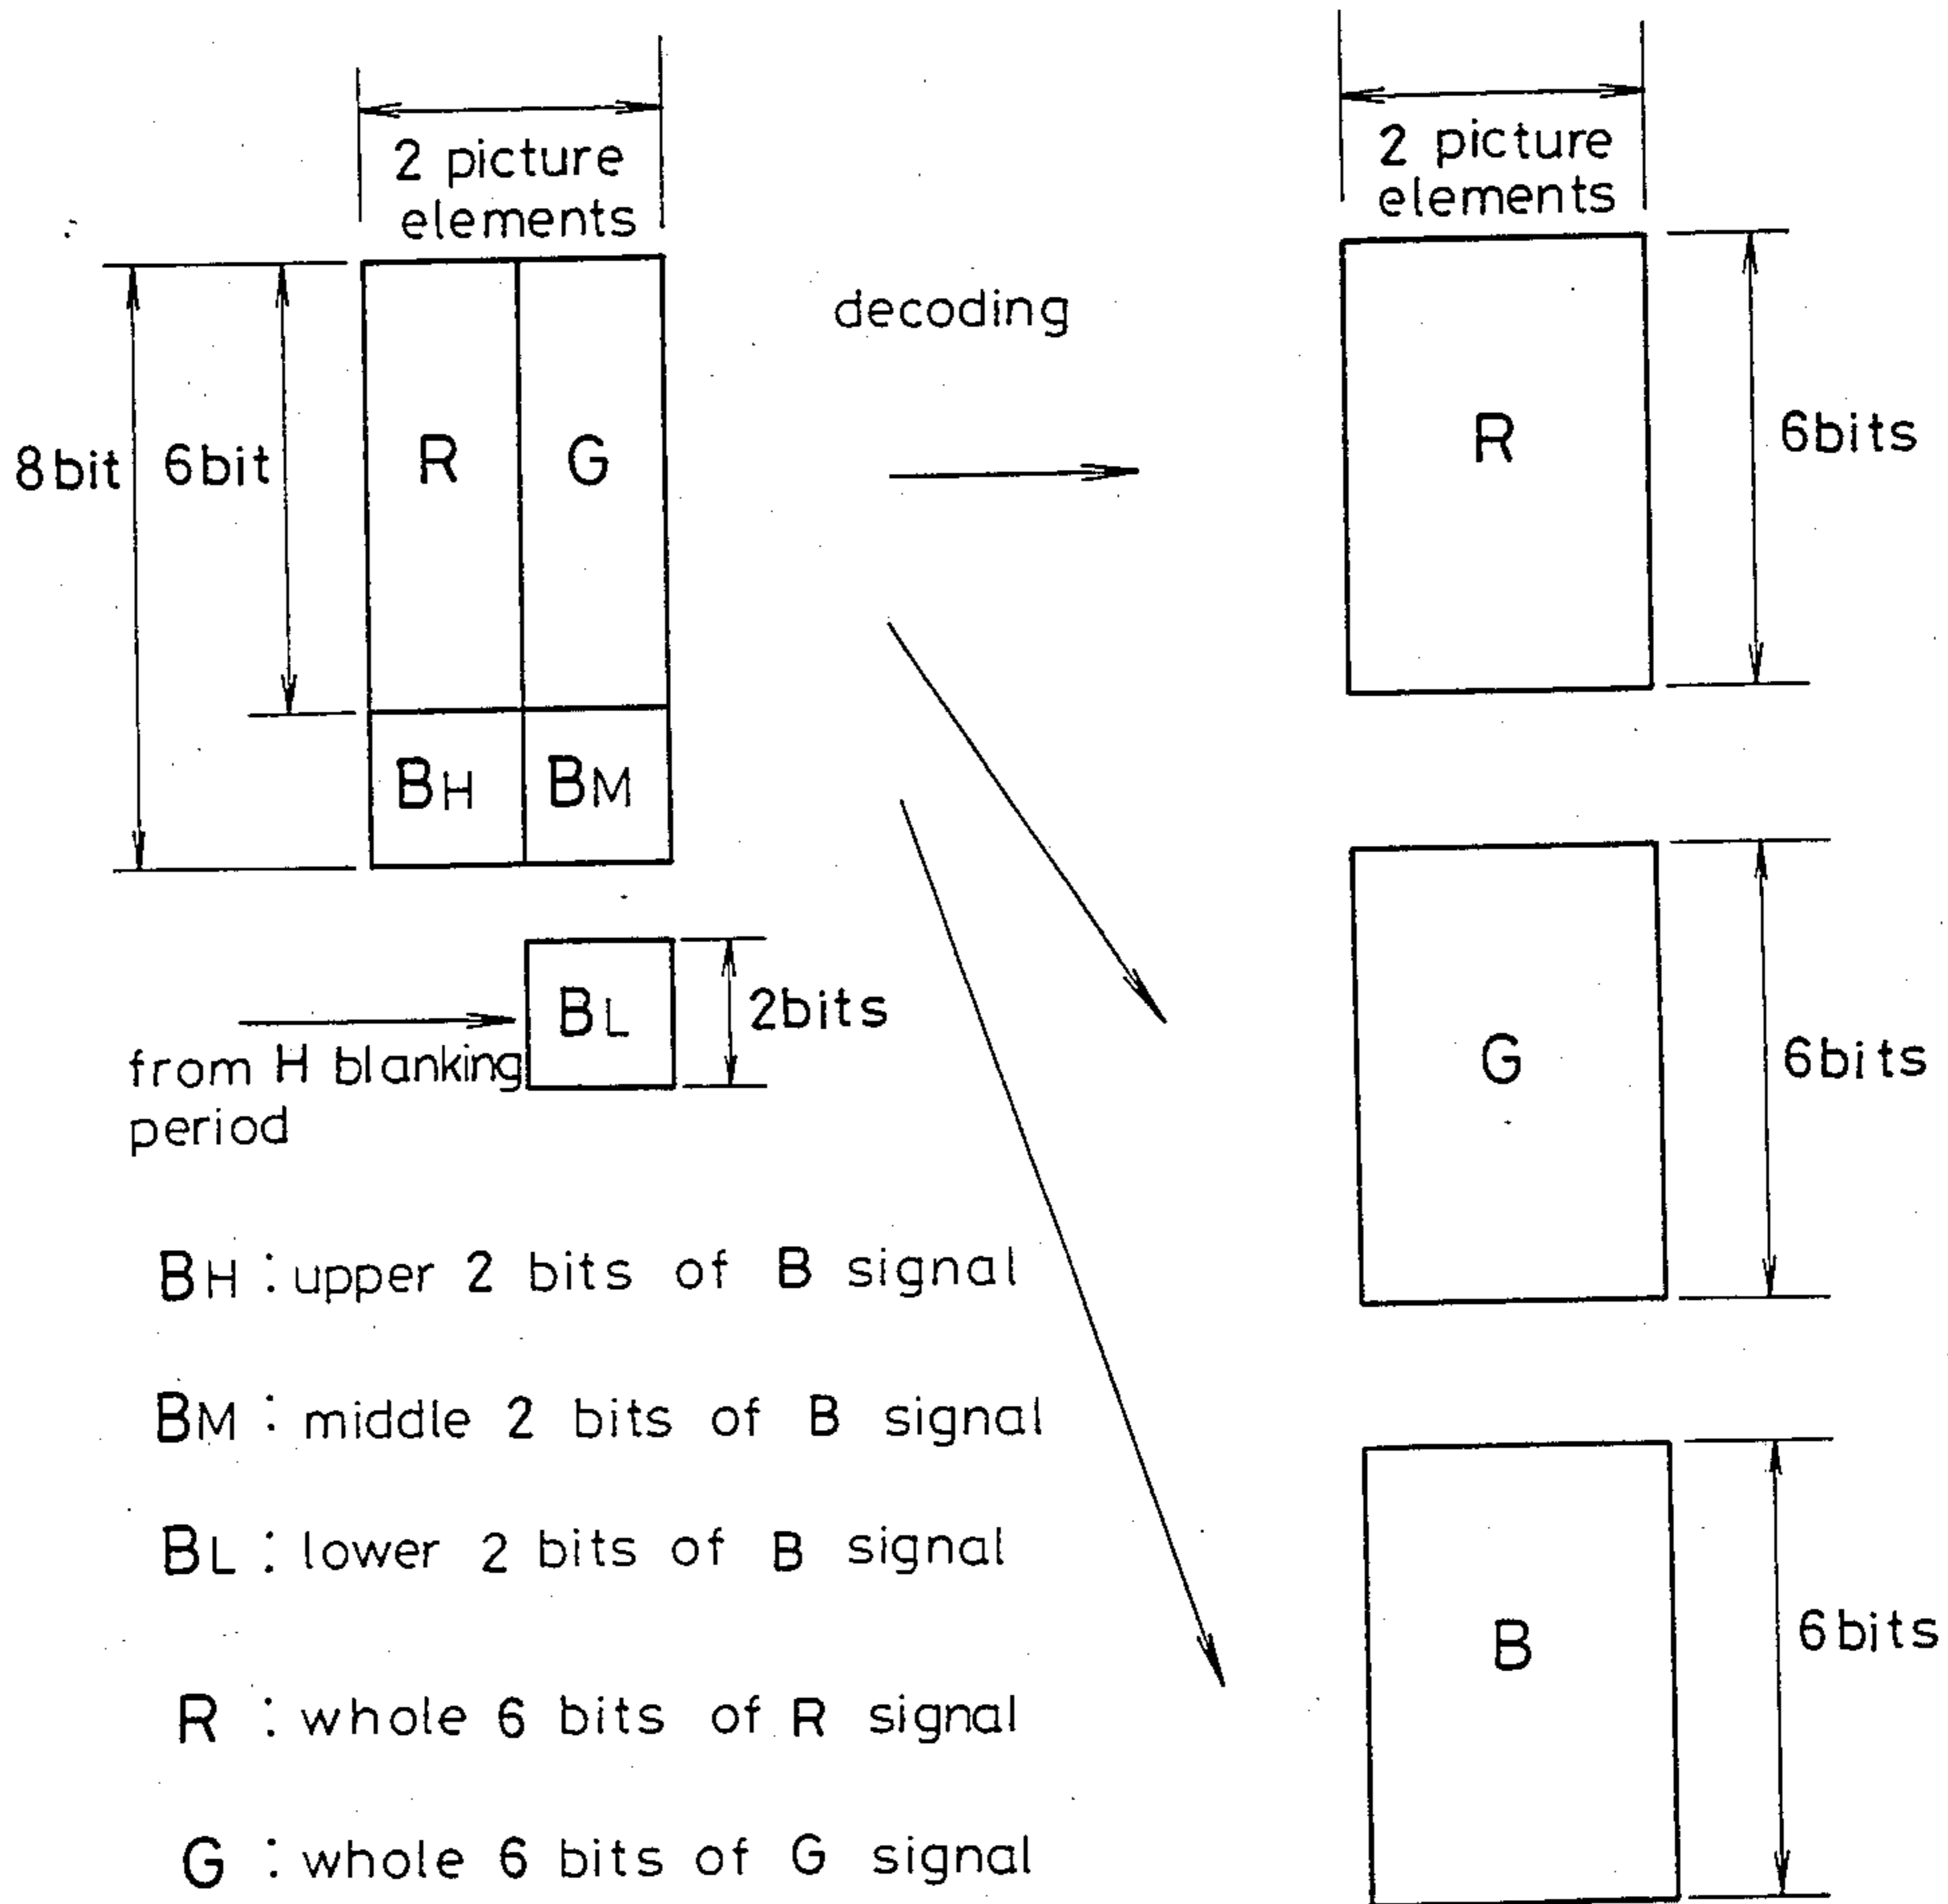 2 picture
elements
8bit
6bit
R
G
BH
BM
BL
2bits
from H blanking
period
decoding
2 picture
elements
R
6bits
G
6bits
B
6bits
BH : upper 2 bits of B signal
BM : middle 2 bits of B signal
BL : lower 2 bits of B signal
R : whole 6 bits of R signal
G : whole 6 bits of G signal